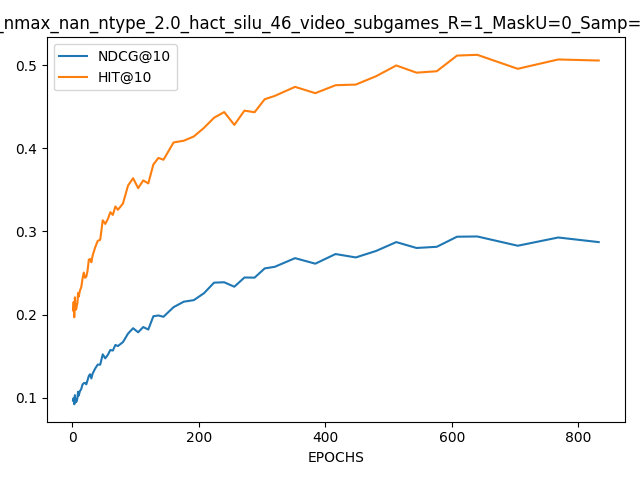 _nmax_nan_ntype_2.0_hact_silu_46_video_subgames_R=1_MaskU=0_Samp=
NDCG@10
HIT@10
0.5
0.4
0.3
0.2
0.1
0 200 400 600 800
EPOCHS